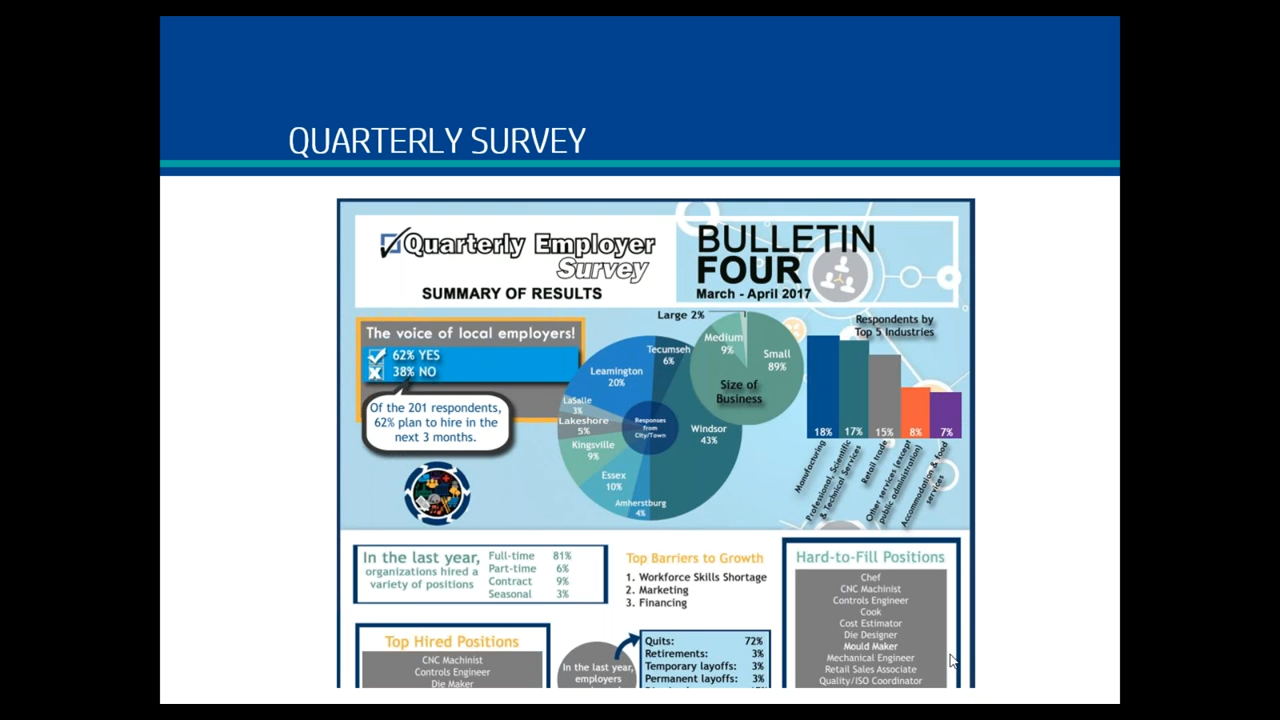 QUARTERLY SURVEY
Quarterly Employer
Survey
SUMMARY OF RESULTS
BULLETIN
FOUR
March - April 2017
The voice of local employers!
62% YES
38% NO
Of the 201 respondents,
62% plan to hire in the
next 3 months.
Large 2%
Medium
9%
Small
89%
Size of
Business
Tecumseh
6%
Leamington
20%
LaSalle
3%
Lakeshore
5%
Kingsville
9%
Essex
10%
Amherstburg
4%
Windsor
43%
Responses
from
City/Town
Respondents by
Top 5 Industries
18%
17%
15%
8%
7%
Manufacturing
Professional, Scientific
& Technical Services
Retail trade
Other services (except
public administration)
Accommodation & food
services
In the last year,
organizations hired a
variety of positions
Full-time 81%
Part-time 6%
Contract 9%
Seasonal 3%
Top Barriers to Growth
1. Workforce Skills Shortage
2. Marketing
3. Financing
Hard-to-Fill Positions
Chef
CNC Machinist
Controls Engineer
Cook
Cost Estimator
Die Designer
Mould Maker
Mechanical Engineer
Retail Sales Associate
Quality/ISO Coordinator
Top Hired Positions
CNC Machinist
Controls Engineer
Die Maker
In the last year,
employers
Quits: 72%
Retirements: 3%
Temporary layoffs: 3%
Permanent layoffs: 3%